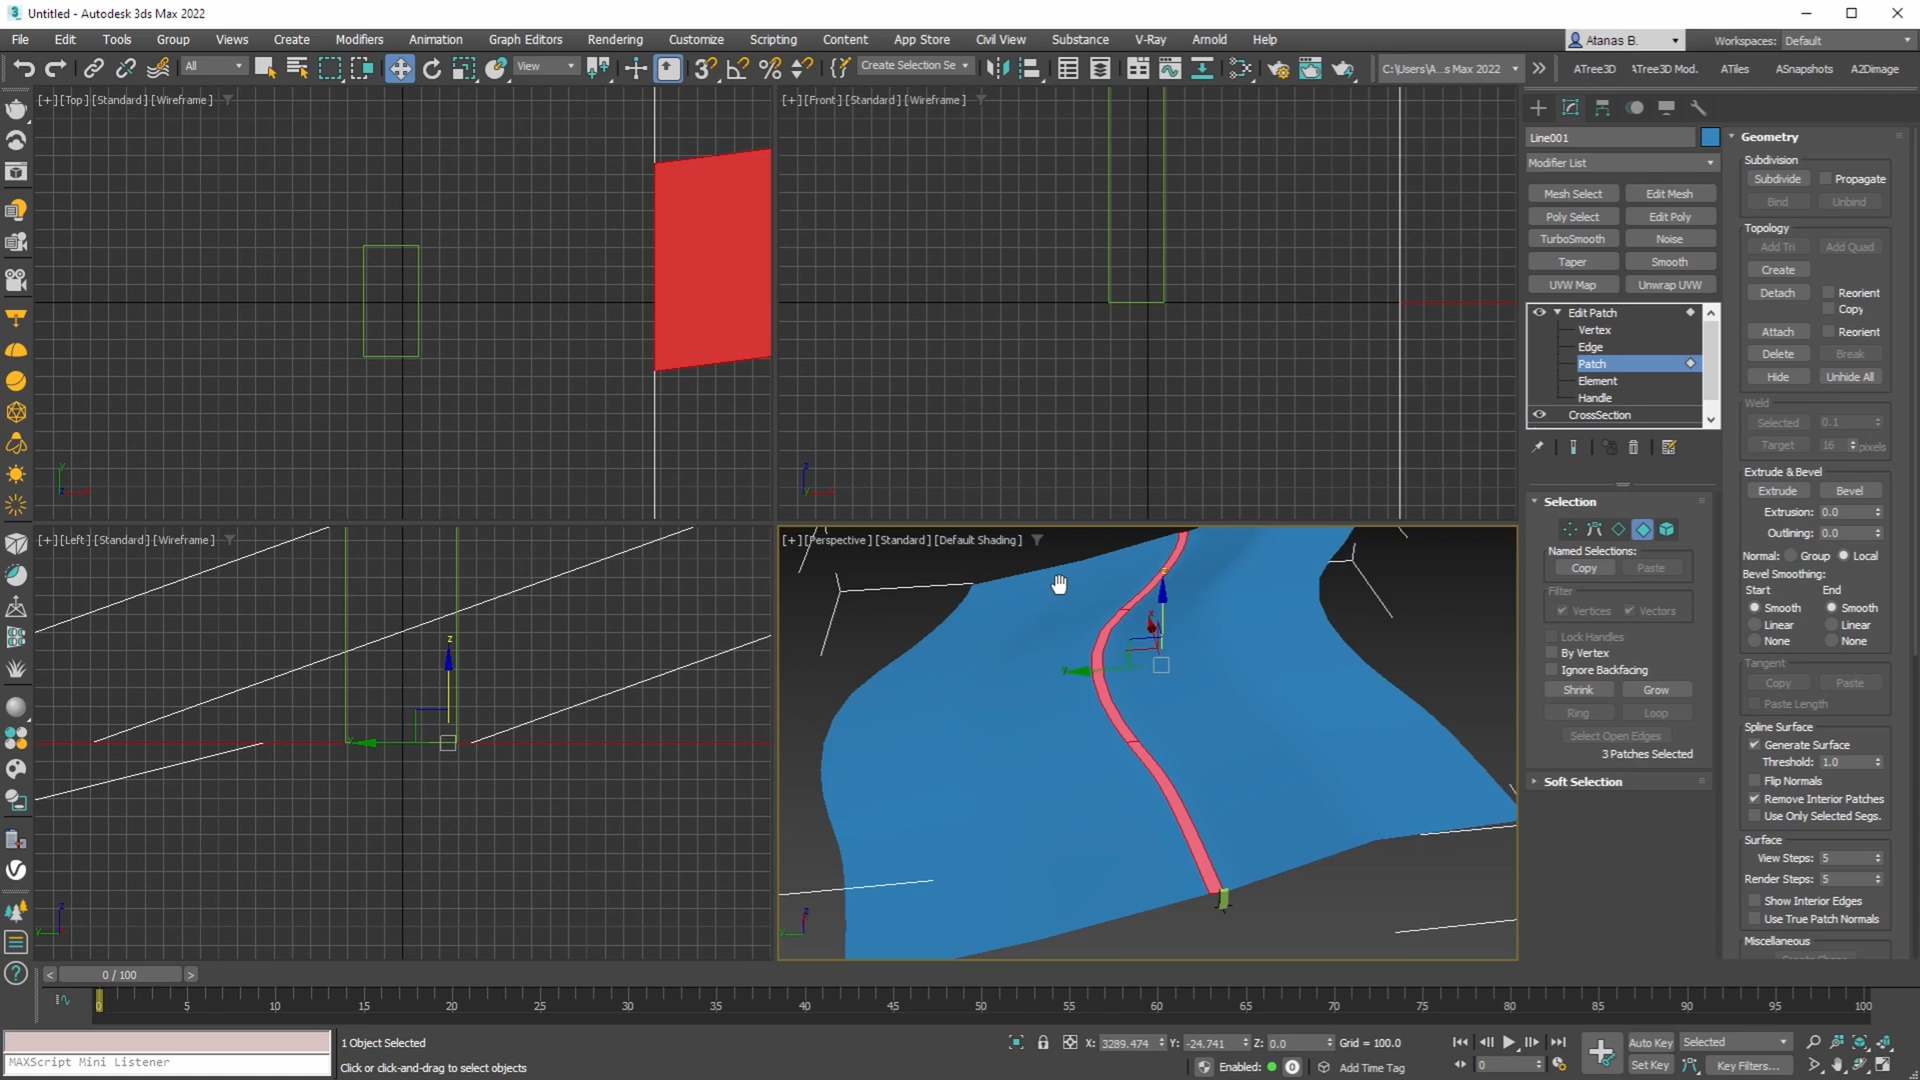 Untitled - Autodesk 3ds Max 2022
File Edit Tools Group Views Create Modifiers Animation Graph Editors Rendering Customize Scripting Content App Store Civil View Substance V-Ray Arnold Help
Atanas B. Workspaces: Default
All View Create Selection Se C:\Users\A...s Max 2022 ATree3D ATree3D Mod. ATiles ASnapshots A2Dimage
[+] [Top] [Standard] [Wireframe]
[+] [Front] [Standard] [Wireframe]
[+] [Left] [Standard] [Wireframe]
[+] [Perspective] [Standard] [Default Shading]
Line001
Modifier List
Mesh Select Edit Mesh
Poly Select Edit Poly
TurboSmooth Noise
Taper Smooth
UVW Map Unwrap UVW
Edit Patch
Vertex
Edge
Patch
Element
Handle
CrossSection
Selection
Named Selections:
Copy Paste
Filter
Vertices Vectors
Lock Handles
By Vertex
Ignore Backfacing
Shrink Grow
Ring Loop
Select Open Edges
3 Patches Selected
Soft Selection
Geometry
Subdivision
Subdivide Propagate
Bind Unbind
Topology
Add Tri Add Quad
Create
Detach Reorient
Copy
Attach Reorient
Delete Break
Hide Unhide All
Weld
Selected 0.1
Target 16 pixels
Extrude & Bevel
Extrude Bevel
Extrusion: 0.0
Outlining: 0.0
Normal: Group Local
Bevel Smoothing:
Start End
Smooth Smooth
Linear Linear
None None
Tangent
Copy Paste
Paste Length
Spline Surface
Generate Surface
Threshold: 1.0
Flip Normals
Remove Interior Patches
Use Only Selected Segs.
Surface
View Steps: 5
Render Steps: 5
Show Interior Edges
Use True Patch Normals
Miscellaneous
< 0 / 100 >
0 5 10 15 20 25 30 35 40 45 50 55 60 65 70 75 80 85 90 95 100
1 Object Selected X: 3289.474 Y: -24.741 Z: 0.0 Grid = 100.0 Auto Key Selected
MAXScript Mini Listener Click or click-and-drag to select objects Enabled: 0 Add Time Tag 0 Set Key Key Filters...